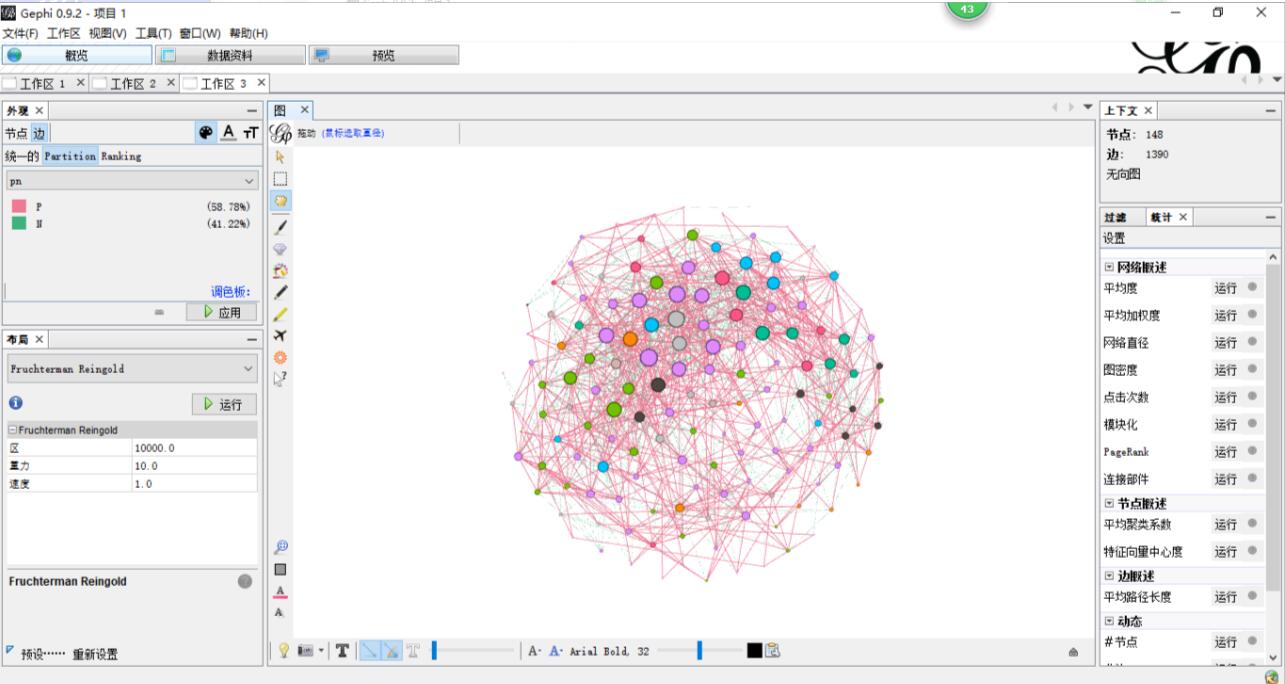 Gephi 0.9.2 - 项目 1
43
文件(F) 工作区 视图(V) 工具(T) 窗口(W) 帮助(H)
概览 数据资料 预览
工作区 1 × 工作区 2 × 工作区 3 ×
外观 ×
节点 边
统一的 Partition Ranking
pn
P (58.78%)
N (41.22%)
调色板:
应用
布局 ×
Fruchterman Reingold
运行
Fruchterman Reingold
区 10000.0
重力 10.0
速度 1.0
Fruchterman Reingold
预设······ 重新设置
图 ×
拖动 (鼠标选取直径)
A- A- Arial Bold, 32
上下文 ×
节点: 148
边: 1390
无向图
过滤 统计 ×
设置
网络概述
平均度 运行
平均加权度 运行
网络直径 运行
图密度 运行
点击次数 运行
模块化 运行
PageRank 运行
连接部件 运行
节点概述
平均聚类系数 运行
特征向量中心度 运行
边概述
平均路径长度 运行
动态
#节点 运行